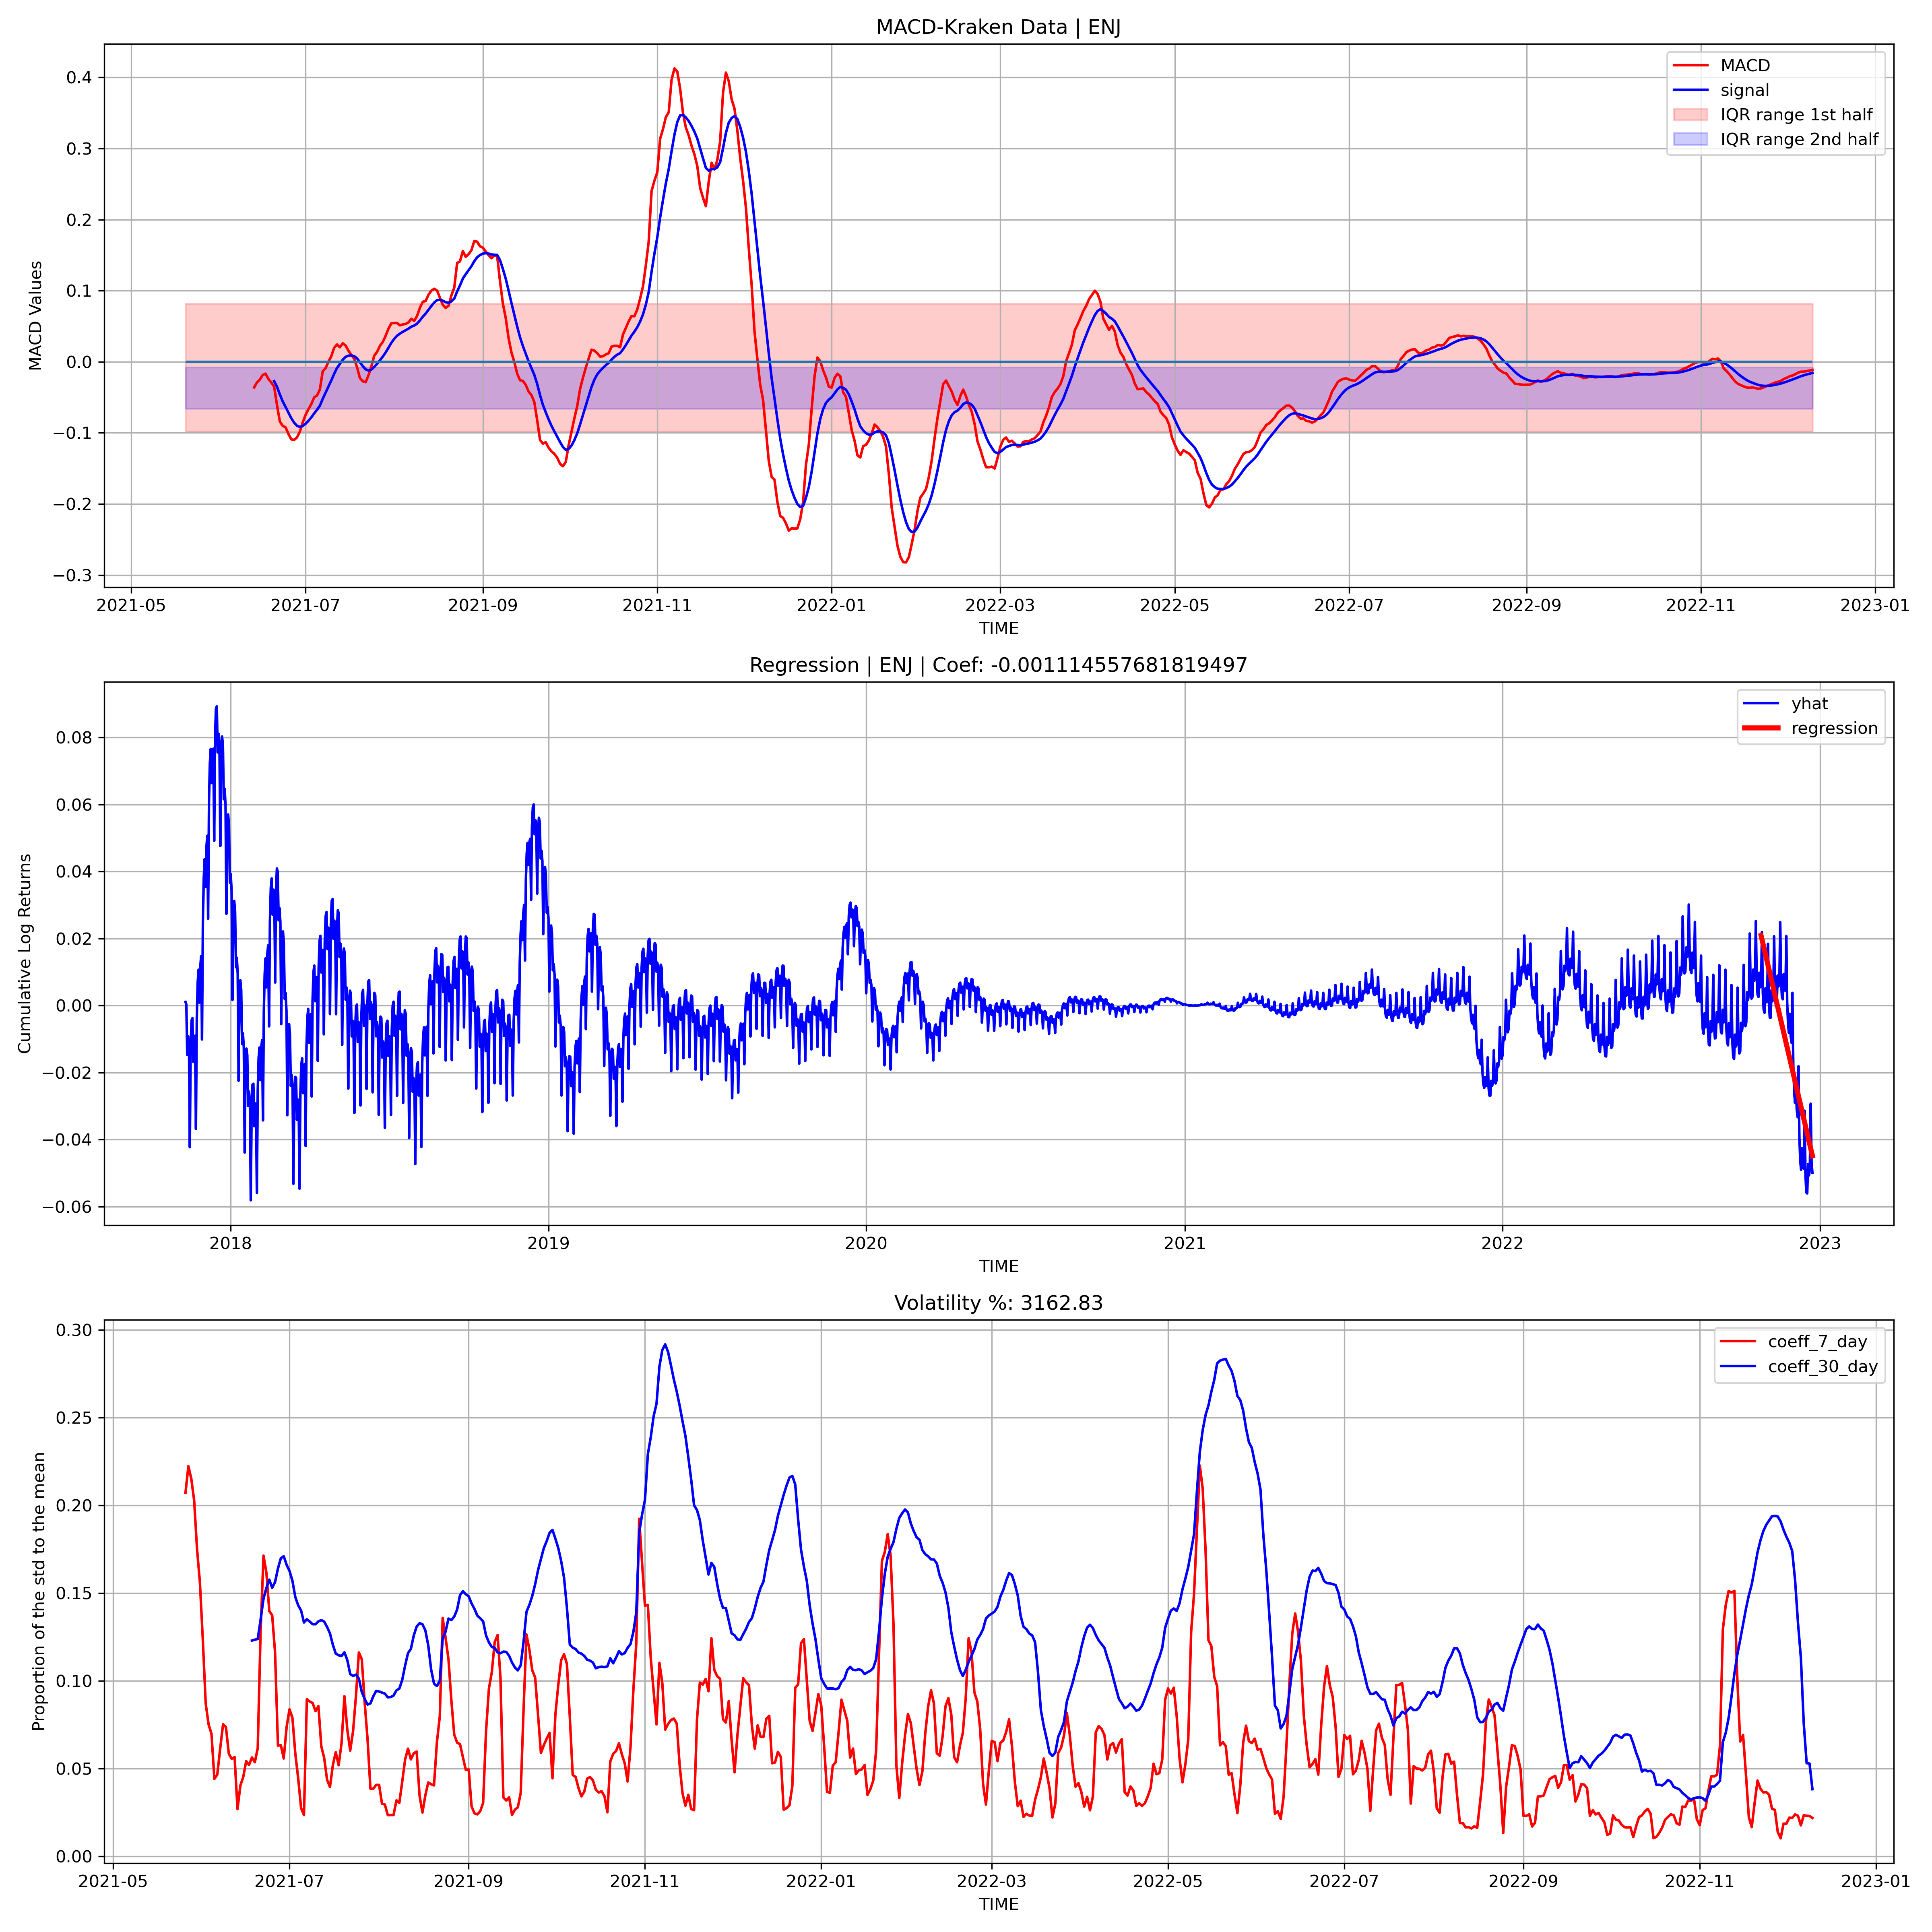 MACD-Kraken Data | ENJ
MACD Values
0.4
0.3
0.2
0.1
0.0
−0.1
−0.2
−0.3
MACD
signal
IQR range 1st half
IQR range 2nd half
2021-05 2021-07 2021-09 2021-11 2022-01 2022-03 2022-05 2022-07 2022-09 2022-11 2023-01
TIME
Regression | ENJ | Coef: -0.001114557681819497
Cumulative Log Returns
0.08
0.06
0.04
0.02
0.00
−0.02
−0.04
−0.06
yhat
regression
2018 2019 2020 2021 2022 2023
TIME
Volatility %: 3162.83
Proportion of the std to the mean
0.30
0.25
0.20
0.15
0.10
0.05
0.00
coeff_7_day
coeff_30_day
2021-05 2021-07 2021-09 2021-11 2022-01 2022-03 2022-05 2022-07 2022-09 2022-11 2023-01
TIME